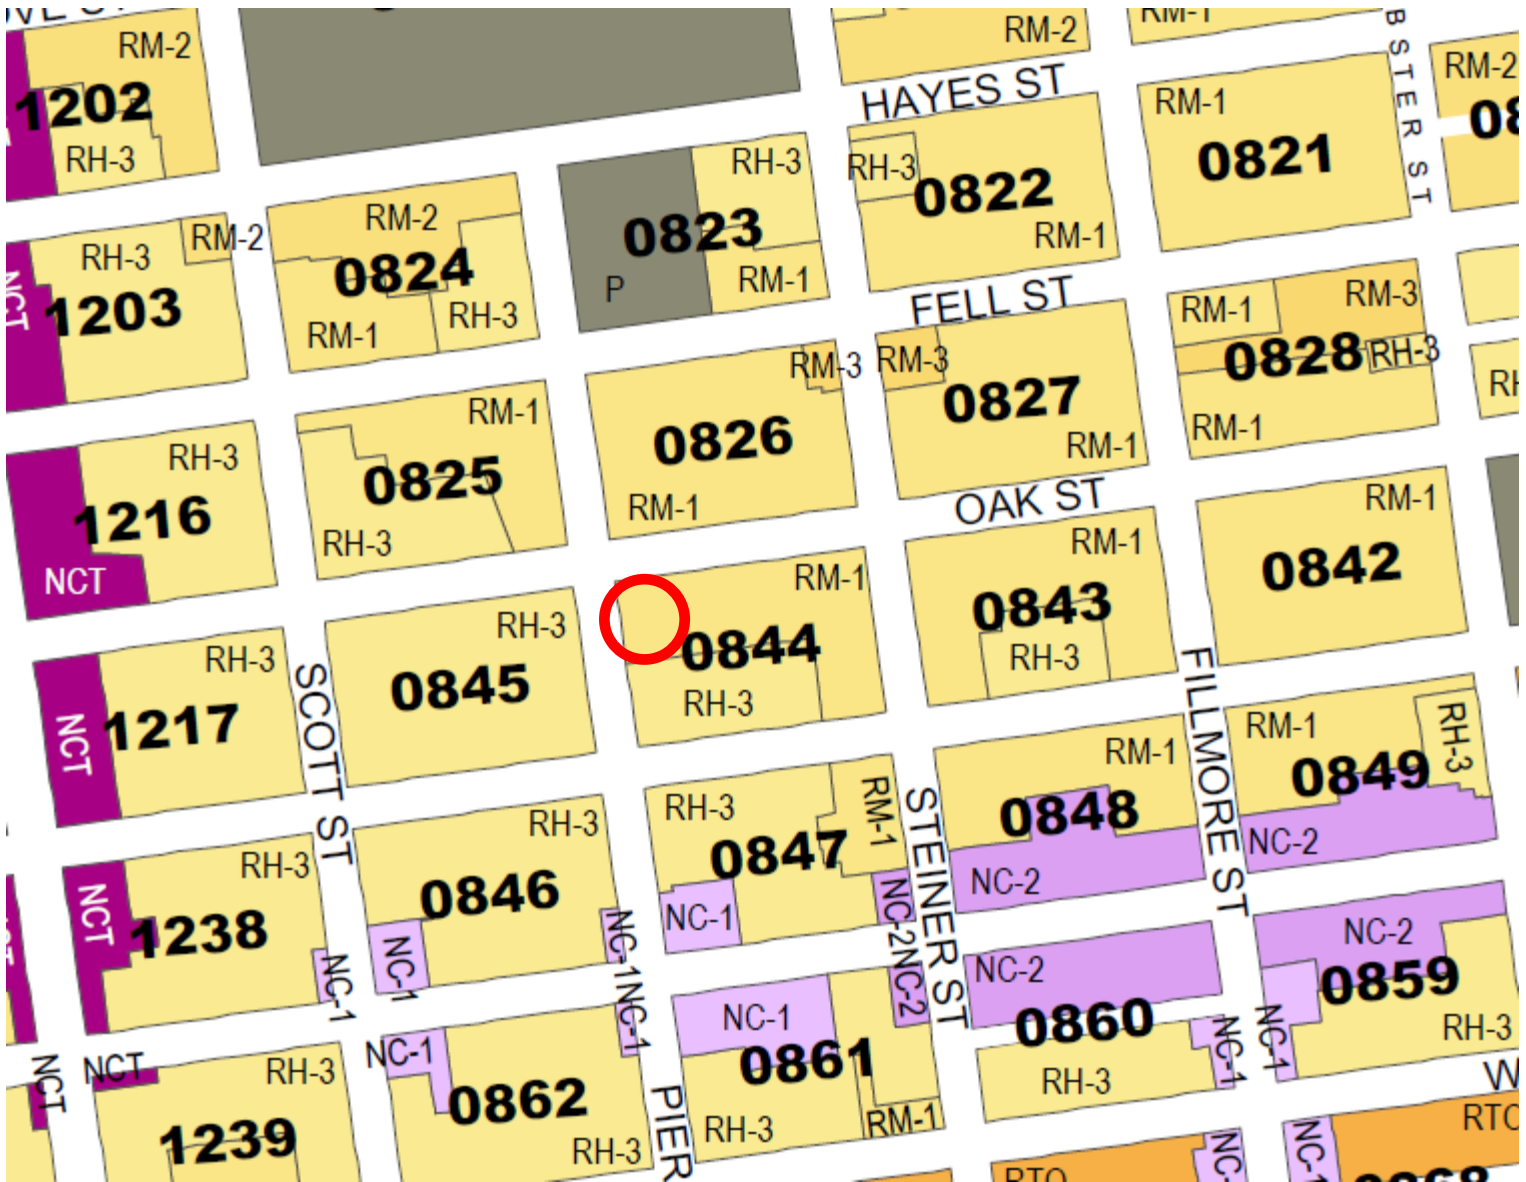 RM-2
RM-2
RM-1
HAYES ST
RM-2
1202
RH-3
RM-1
0821
RH-3
RH-3
0822
RM-1
RM-2
RH-3
RM-2
0824
RM-1
RH-3
0823
P
RM-1
NCT
1203
FELL ST
RM-1
RM-3
0828
RH-3
RM-1
RM-3
0826
RM-1
RM-3
0827
RM-1
RM-1
0825
RH-3
RH-3
1216
NCT
OAK ST
RM-1
0842
RM-1
0843
RH-3
RM-1
0844
RH-3
RH-3
0845
RH-3
NCT
1217
SCOTT ST
FILLMORE ST
RM-1
0849
RH-3
NC-2
RM-1
0848
NC-2
STEINER ST
RH-3
RM-1
0847
NC-1
NC-2
NC-2
RH-3
0846
NC-1
NC-1
NC-1
RH-3
NCT
1238
NC-1
NC-2
0859
NC-1
RH-3
NC-2
0860
NC-1
RH-3
NC-1
0861
RH-3
RM-1
NC-1
0862
RH-3
PIER
NCT
NCT
RH-3
1239
RTO